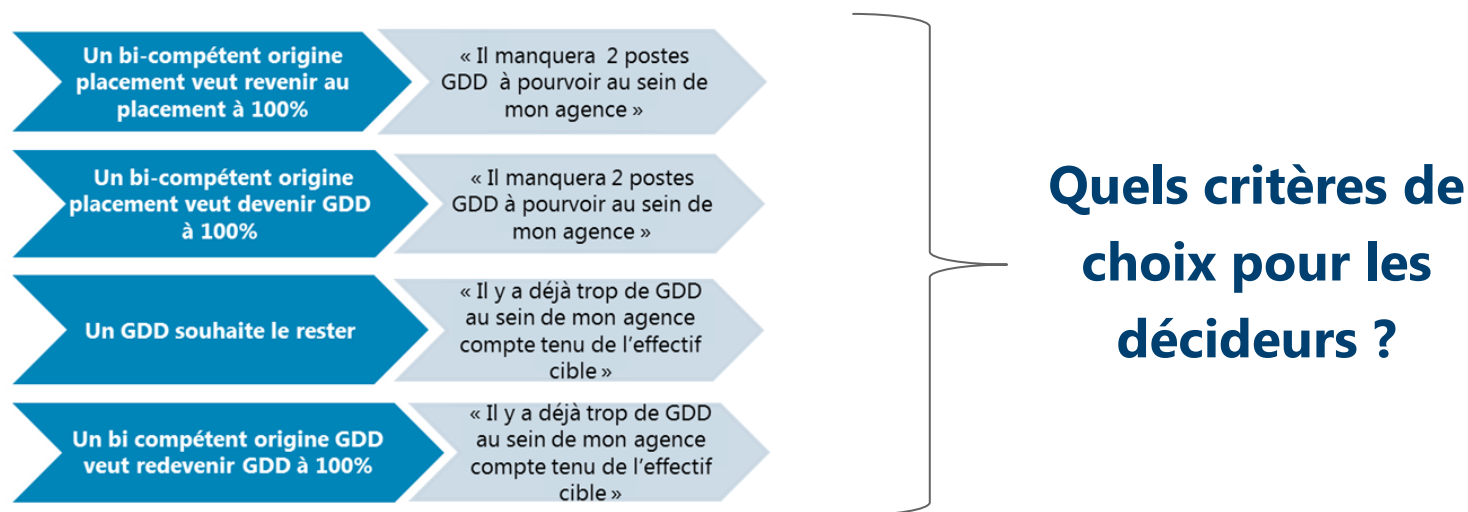 Un bi-compétent origine
placement veut revenir au
placement à 100%
« Il manquera 2 postes
GDD à pourvoir au sein de
mon agence »
Un bi-compétent origine
placement veut devenir GDD
à 100%
« Il manquera 2 postes
GDD à pourvoir au sein de
mon agence »
Un GDD souhaite le rester
« Il y a déjà trop de GDD
au sein de mon agence
compte tenu de l'effectif
cible »
Un bi compétent origine GDD
veut redevenir GDD à 100%
« Il y a déjà trop de GDD
au sein de mon agence
compte tenu de l'effectif
cible »
Quels critères de
choix pour les
décideurs ?